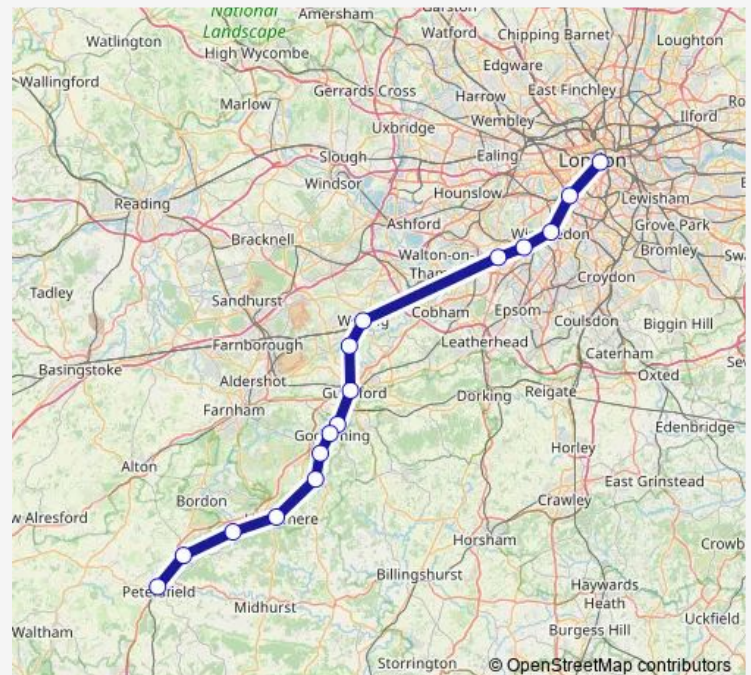 National
Landscape
Amersham
Garston
Watford
Chipping Barnet
Loughton
Watlington
High Wycombe
Edgware
Wallingford
Gerrards Cross
Harrow
East Finchley
Marlow
Wembley
Ilford
Uxbridge
Slough
Ealing
London
Windsor
Hounslow
Lewisham
Reading
Ashford
Grove Park
Bracknell
Bromley
Walton-on-
Tham
Croydon
Tadley
Sandhurst
Cobham
Epsom
Coulsdon
Biggin Hill
Farnborough
Leatherhead
Caterham
Basingstoke
Oxted
Aldershot
Farnham
Dorking
Reigate
Edenbridge
Alton
Horley
East Grinstead
Bordon
w Alresford
Crawley
Horsham
Crowb
Billingshurst
Haywards
Heath
Midhurst
Waltham
Burgess Hill
Uckfield
Storrington
© OpenStreetMap contributors